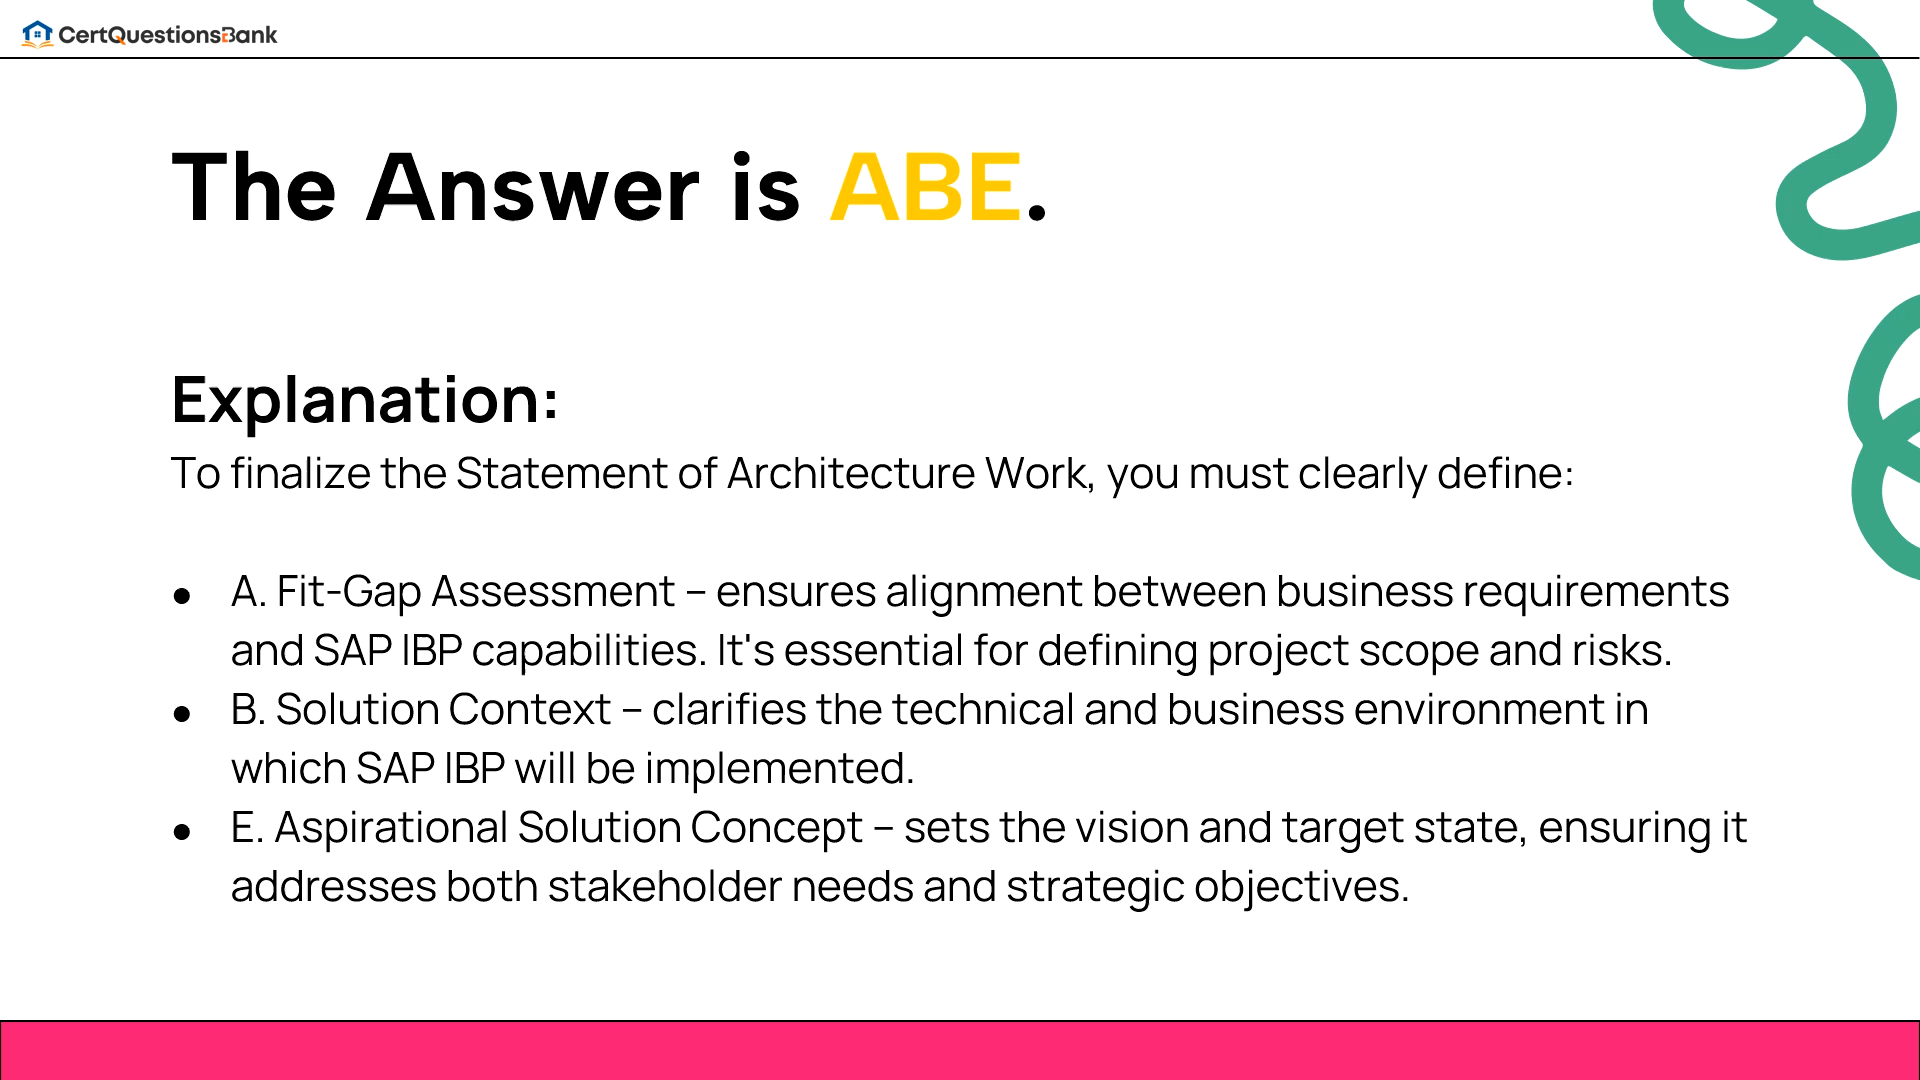 CertQuestionsBank
The Answer is ABE.
Explanation:
To finalize the Statement of Architecture Work, you must clearly define:
● A. Fit-Gap Assessment – ensures alignment between business requirements
and SAP IBP capabilities. It's essential for defining project scope and risks.
● B. Solution Context – clarifies the technical and business environment in
which SAP IBP will be implemented.
● E. Aspirational Solution Concept – sets the vision and target state, ensuring it
addresses both stakeholder needs and strategic objectives.